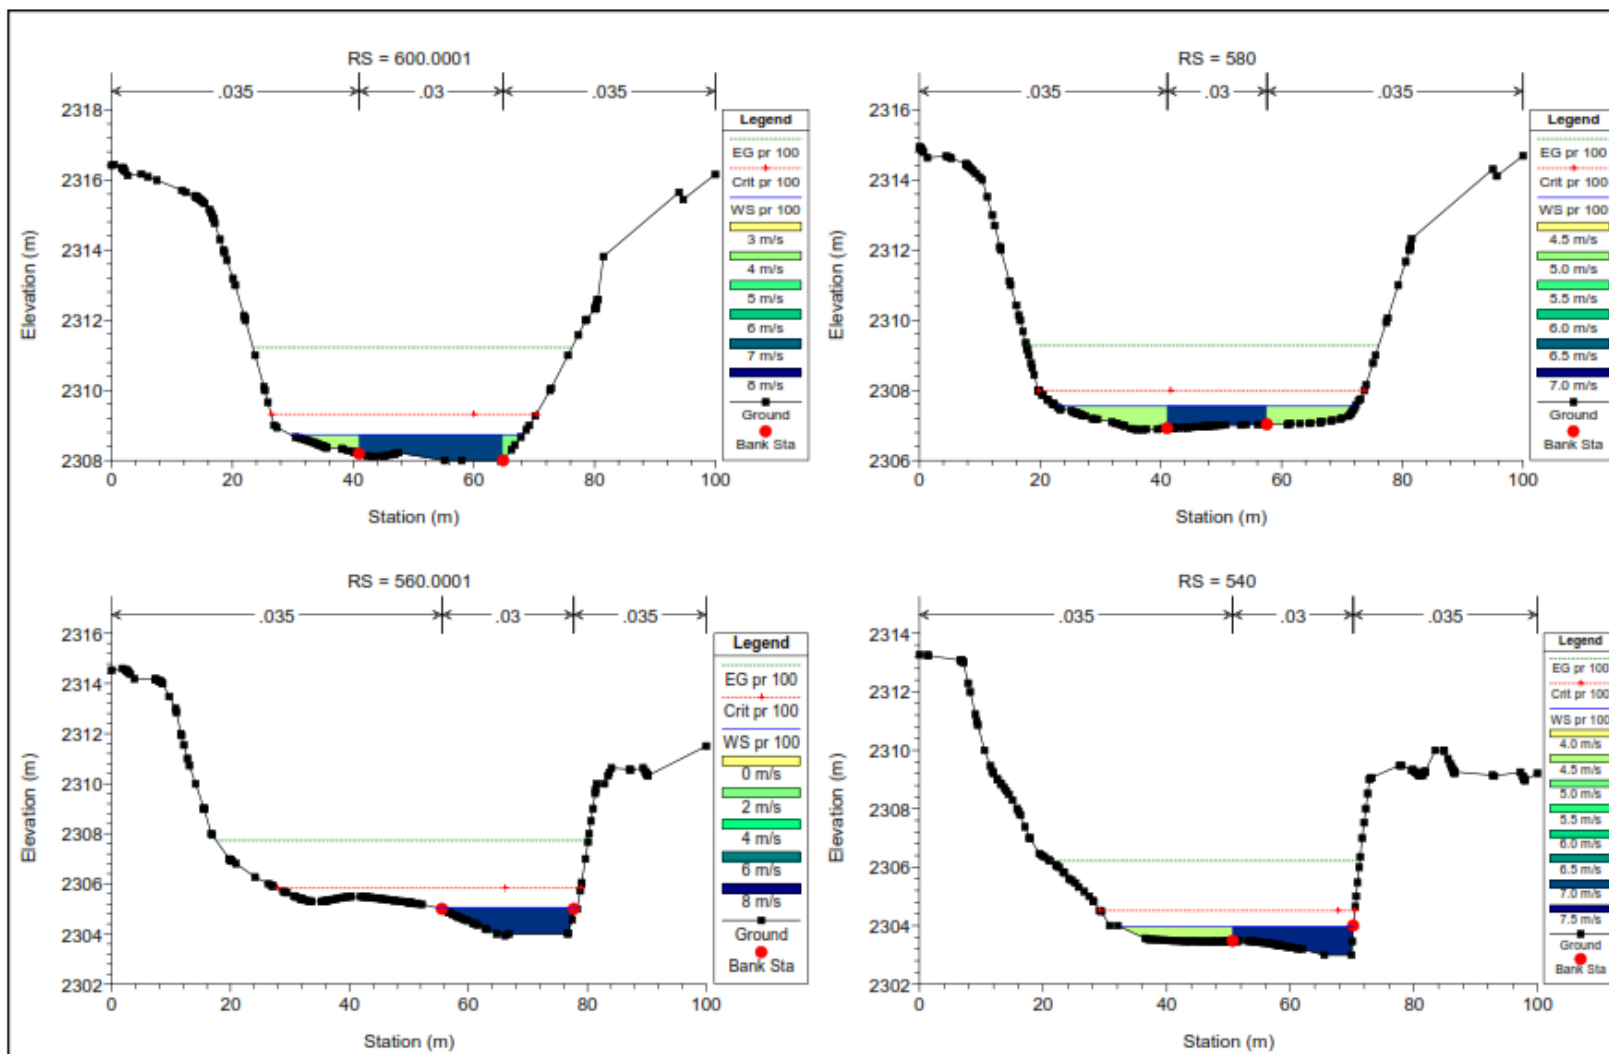 RS = 600.0001
.035
.03
.035
2318
2316
2314
2312
2310
2308
Elevation (m)
0
20
40
60
80
100
Station (m)
Legend
EG pr 100
Crit pr 100
WS pr 100
3 m/s
4 m/s
5 m/s
6 m/s
7 m/s
8 m/s
Ground
Bank Sta
RS = 580
.035
.03
.035
2316
2314
2312
2310
2308
2306
Elevation (m)
0
20
40
60
80
100
Station (m)
Legend
EG pr 100
Crit pr 100
WS pr 100
4.5 m/s
5.0 m/s
5.5 m/s
6.0 m/s
6.5 m/s
7.0 m/s
Ground
Bank Sta
RS = 560.0001
.035
.03
.035
2316
2314
2312
2310
2308
2306
2304
2302
Elevation (m)
0
20
40
60
80
100
Station (m)
Legend
EG pr 100
Crit pr 100
WS pr 100
0 m/s
2 m/s
4 m/s
6 m/s
8 m/s
Ground
Bank Sta
RS = 540
.035
.03
.035
2314
2312
2310
2308
2306
2304
2302
Elevation (m)
0
20
40
60
80
100
Station (m)
Legend
EG pr 100
Crit pr 100
WS pr 100
4.0 m/s
4.5 m/s
5.0 m/s
5.5 m/s
6.0 m/s
6.5 m/s
7.0 m/s
7.5 m/s
Ground
Bank Sta